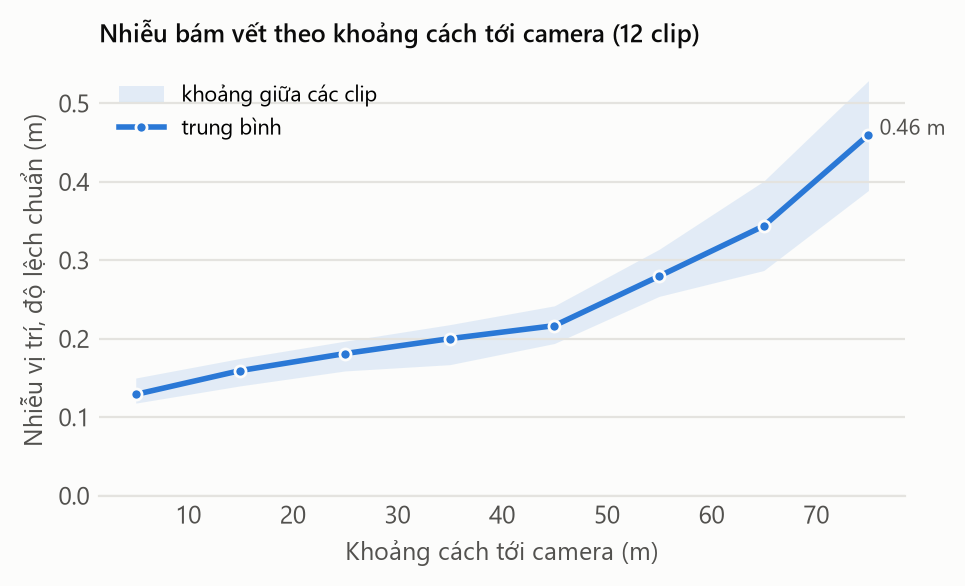 Nhiễu bám vết theo khoảng cách tới camera (12 clip)
khoảng giữa các clip
trung bình
0.46 m
Nhiễu vị trí, độ lệch chuẩn (m)
0.5
0.4
0.3
0.2
0.1
0.0
10 20 30 40 50 60 70
Khoảng cách tới camera (m)